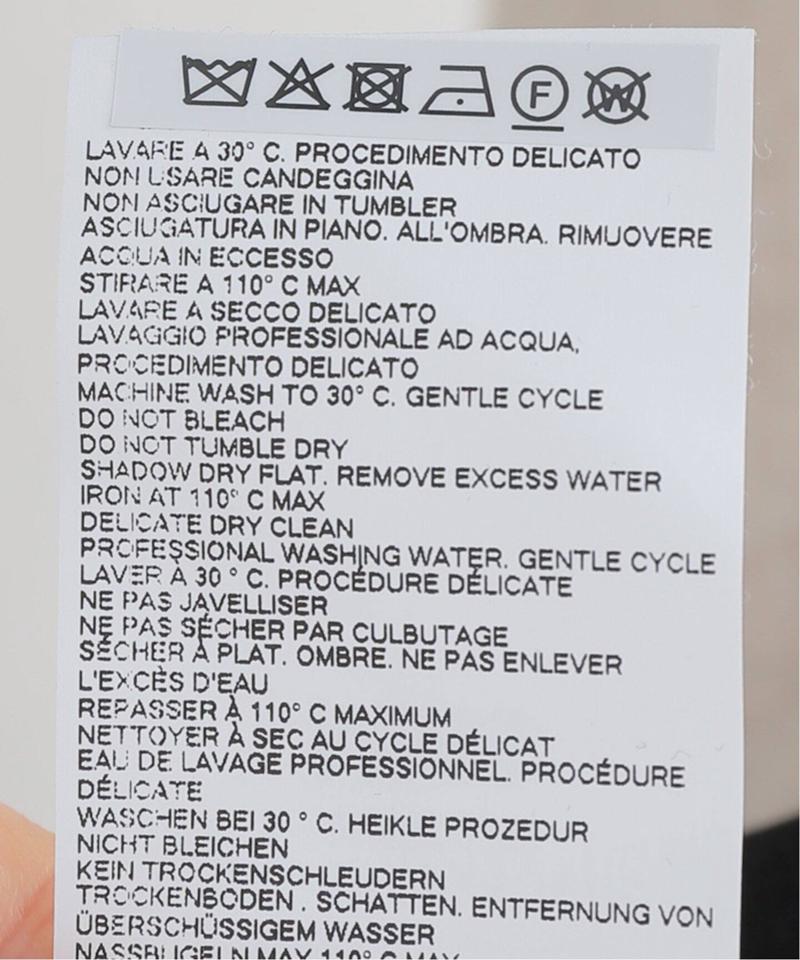 F W
LAVARE A 30° C. PROCEDIMENTO DELICATO
NON USARE CANDEGGINA
NON ASCIUGARE IN TUMBLER
ASCIUGATURA IN PIANO. ALL'OMBRA. RIMUOVERE
ACQUA IN ECCESSO
STIRARE A 110° C MAX
LAVARE A SECCO DELICATO
LAVAGGIO PROFESSIONALE AD ACQUA,
PROCEDIMENTO DELICATO
MACHINE WASH TO 30° C. GENTLE CYCLE
DO NOT BLEACH
DO NOT TUMBLE DRY
SHADOW DRY FLAT. REMOVE EXCESS WATER
IRON AT 110° C MAX
DELICATE DRY CLEAN
PROFESSIONAL WASHING WATER. GENTLE CYCLE
LAVER À 30 ° C. PROCÉDURE DÉLICATE
NE PAS JAVELLISER
NE PAS SÉCHER PAR CULBUTAGE
SÉCHER À PLAT. OMBRE. NE PAS ENLEVER
L'EXCÈS D'EAU
REPASSER À 110° C MAXIMUM
NETTOYER À SEC AU CYCLE DÉLICAT
EAU DE LAVAGE PROFESSIONNEL. PROCÉDURE
DÉLICATE
WASCHEN BEI 30 ° C. HEIKLE PROZEDUR
NICHT BLEICHEN
KEIN TROCKENSCHLEUDERN
TROCKENBODEN . SCHATTEN. ENTFERNUNG VON
ÜBERSCHÜSSIGEM WASSER
NASSBUGELN MAX 110° C MAX